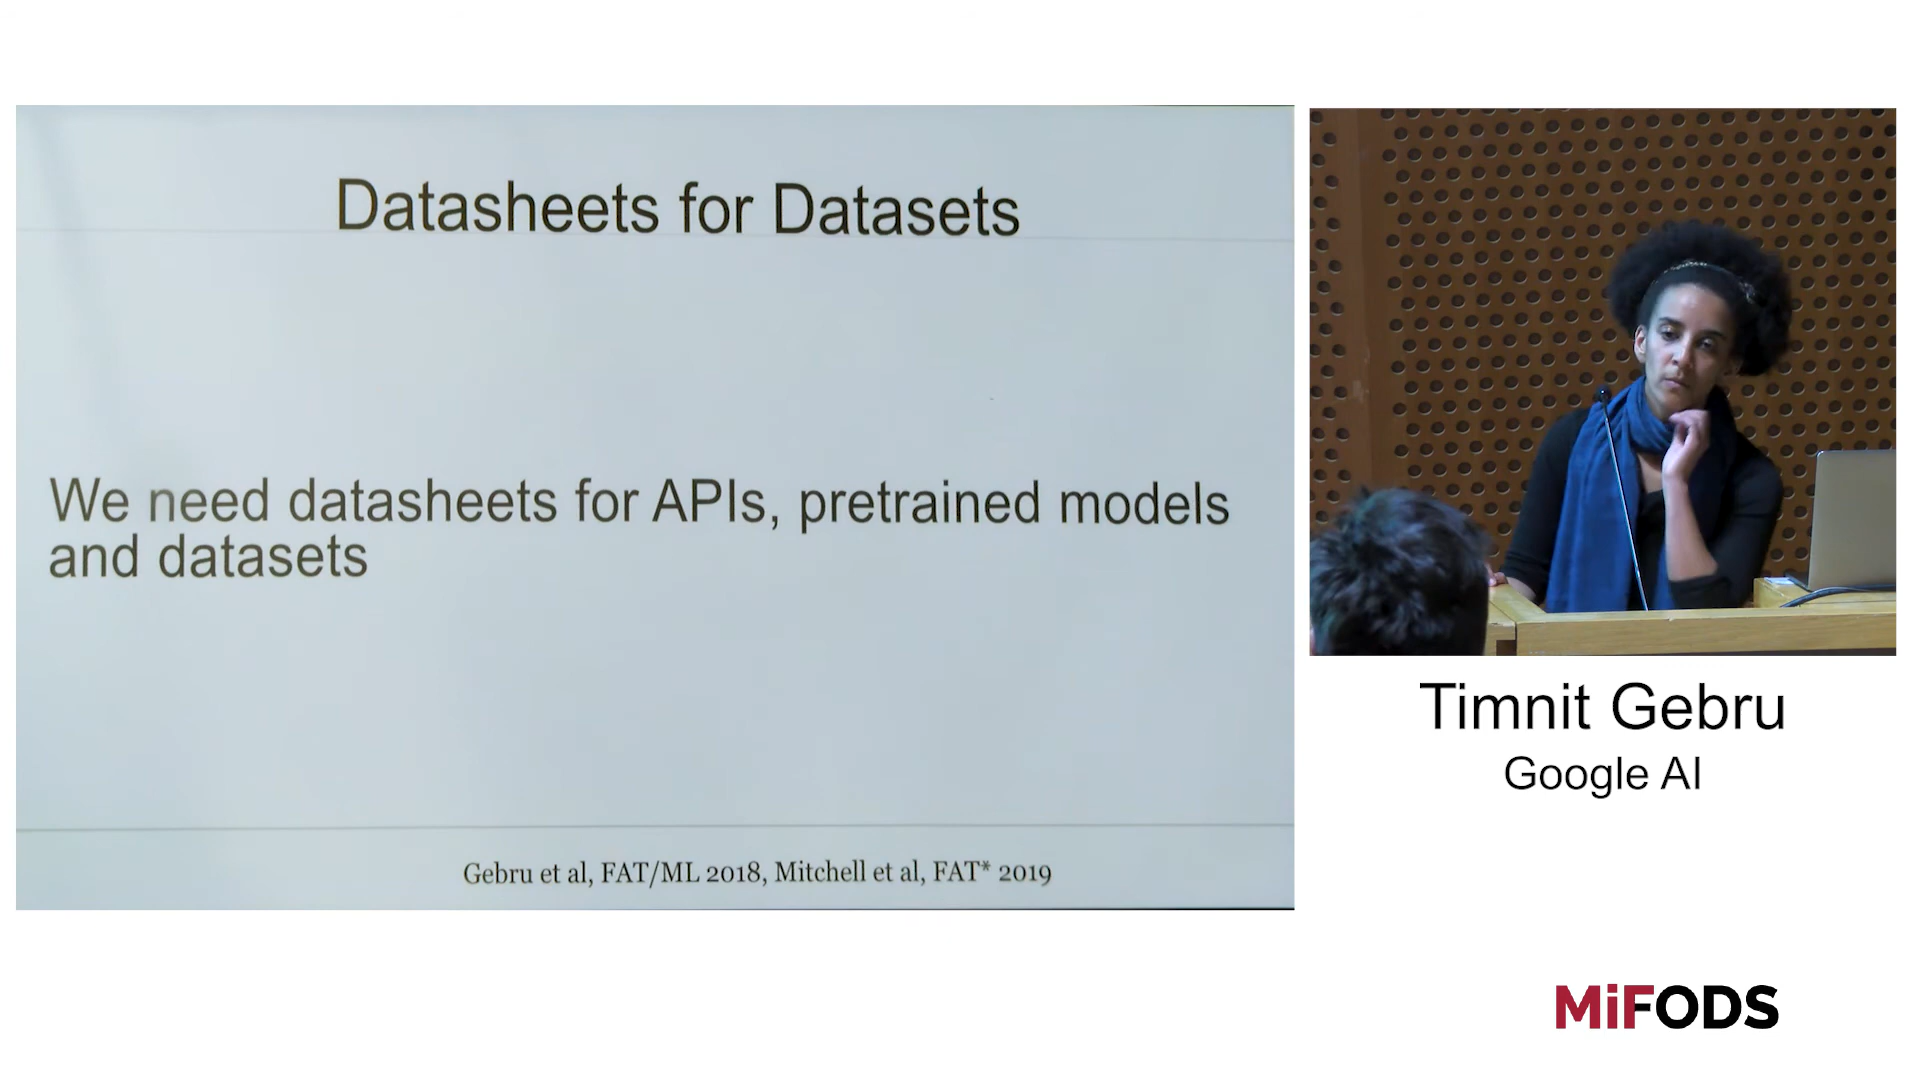 Datasheets for Datasets
We need datasheets for APIs, pretrained models
and datasets
Gebru et al, FAT/ML 2018, Mitchell et al, FAT* 2019
Timnit Gebru
Google AI
MiFODS